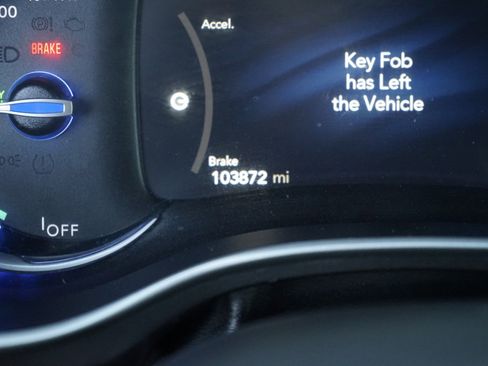 Accel.
BRAKE
Key Fob
has Left
the Vehicle
C
Brake
103872 mi
OFF